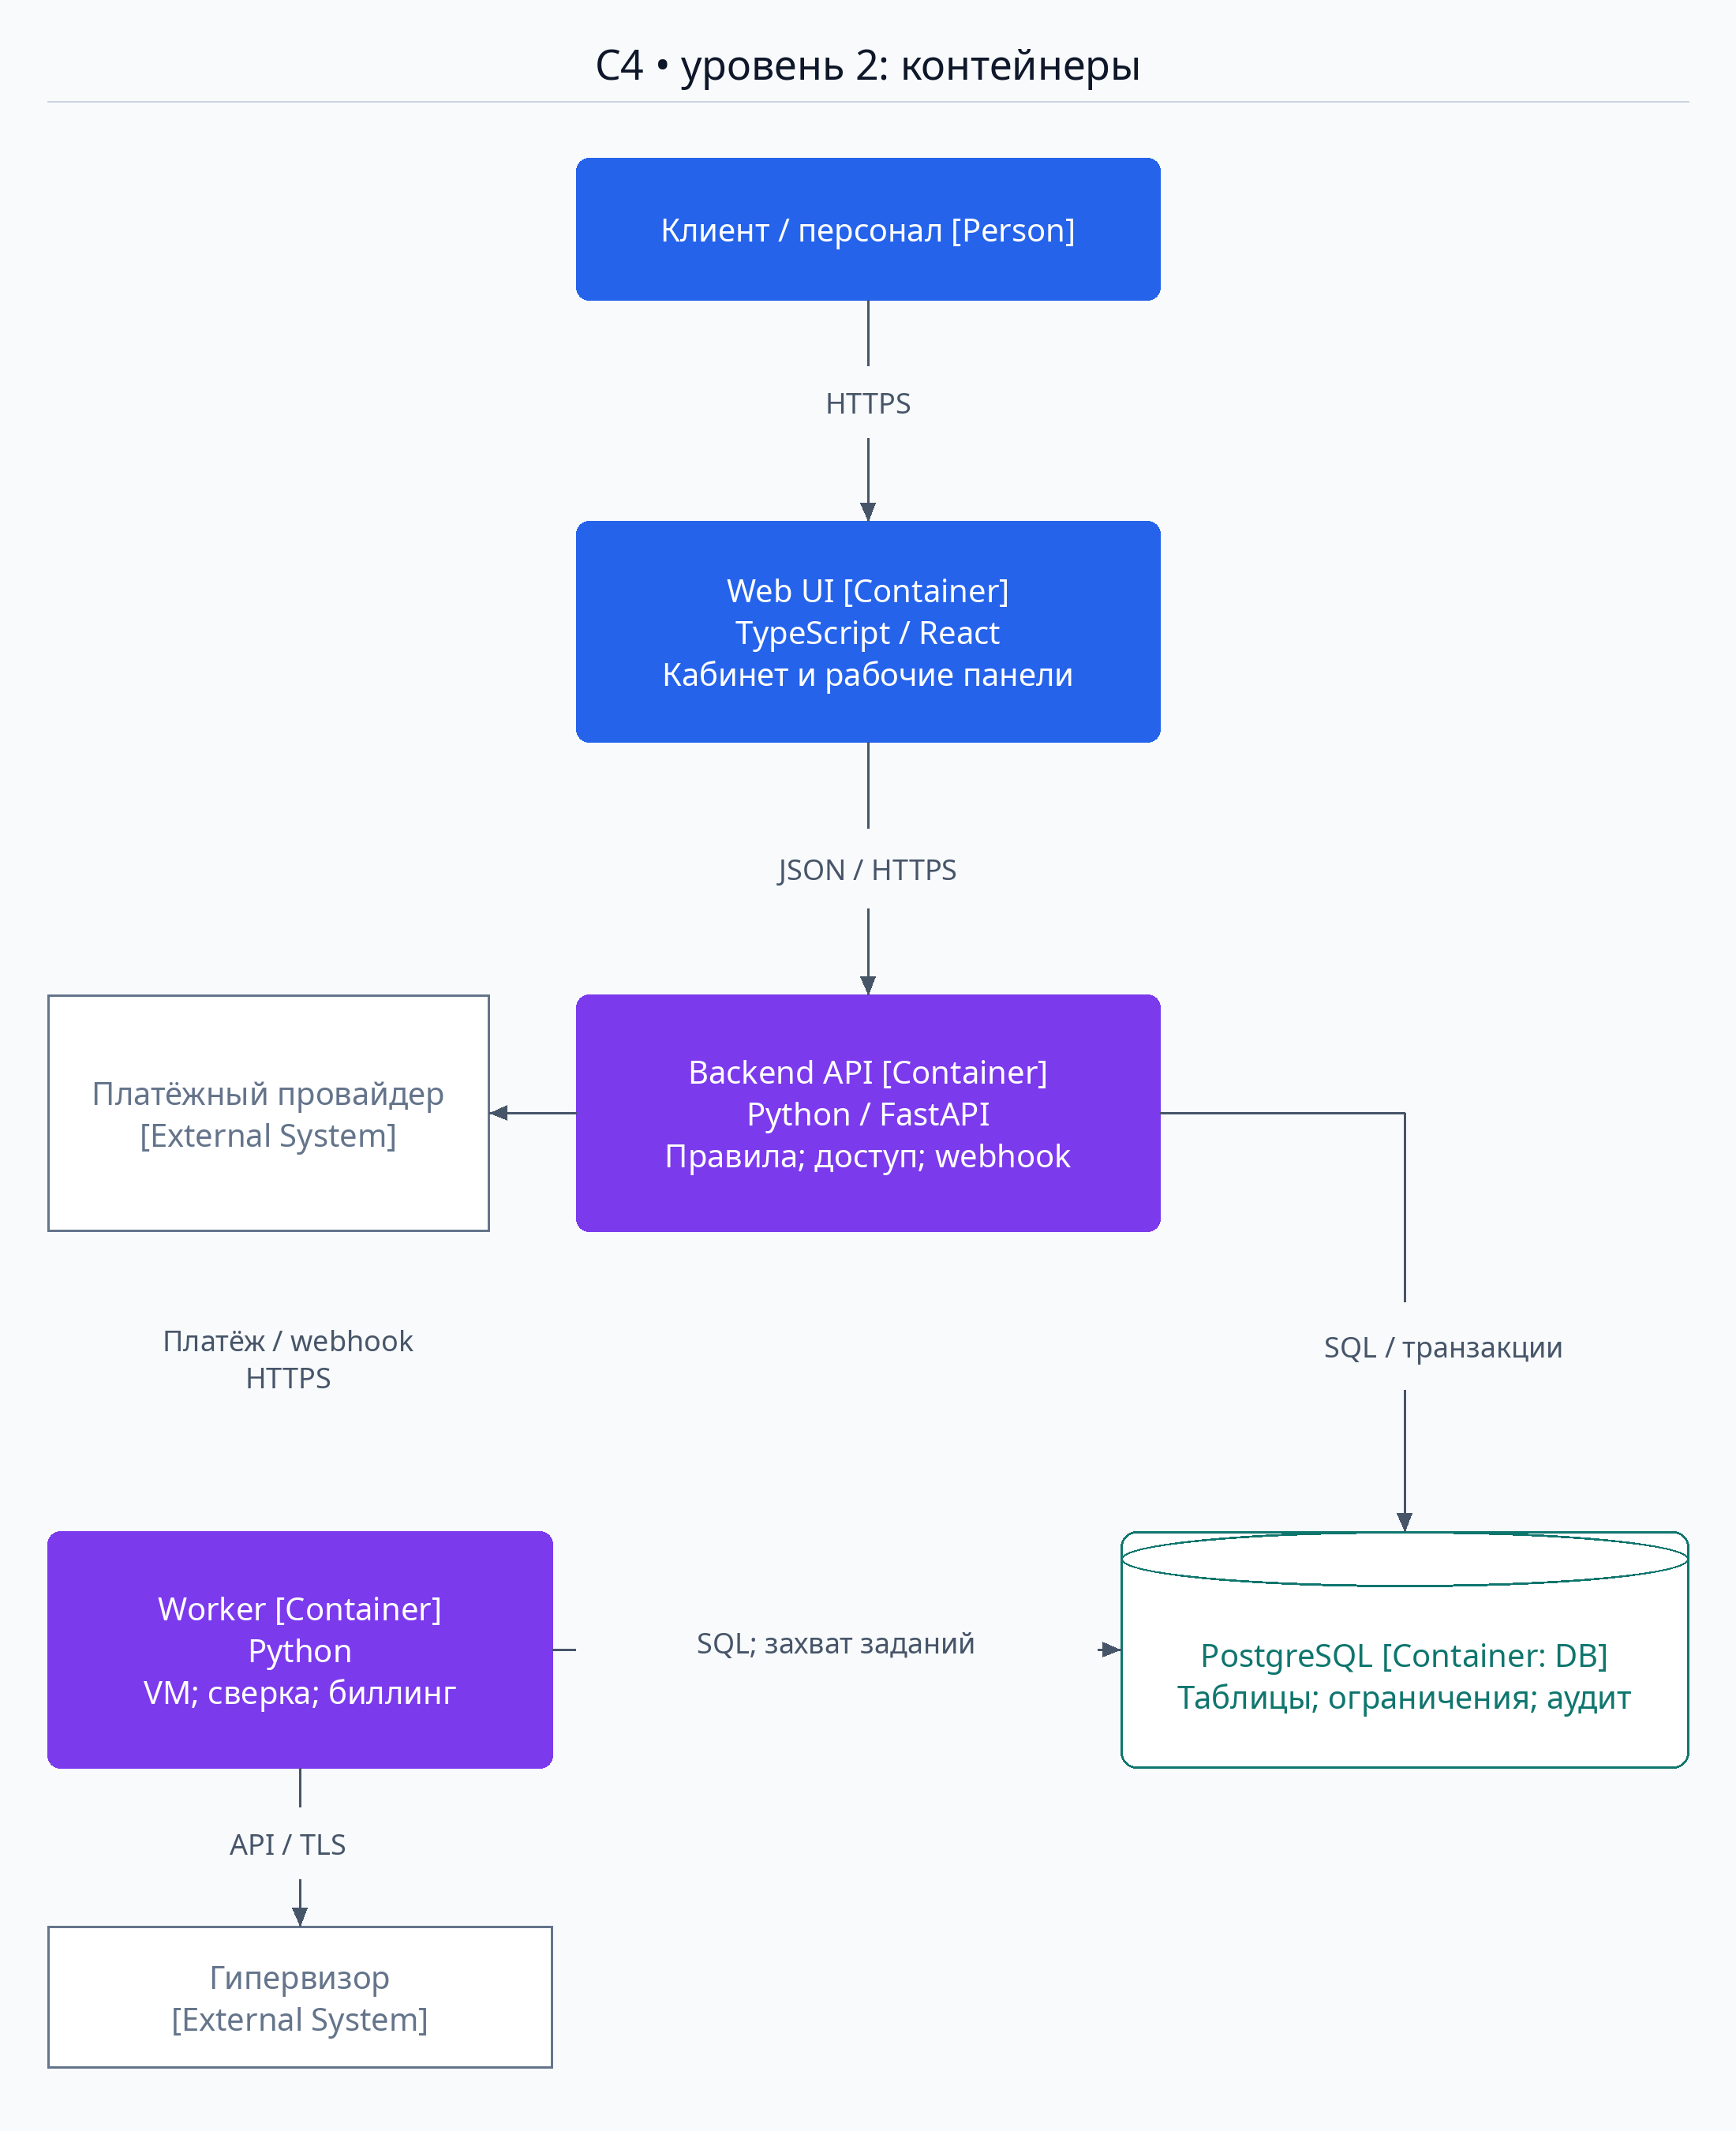 C4 • уровень 2: контейнеры
Клиент / персонал [Person]
HTTPS
Web UI [Container]
TypeScript / React
Кабинет и рабочие панели
JSON / HTTPS
Платёжный провайдер
[External System]
Backend API [Container]
Python / FastAPI
Правила; доступ; webhook
Платёж / webhook
HTTPS
SQL / транзакции
Worker [Container]
Python
VM; сверка; биллинг
SQL; захват заданий
PostgreSQL [Container: DB]
Таблицы; ограничения; аудит
API / TLS
Гипервизор
[External System]